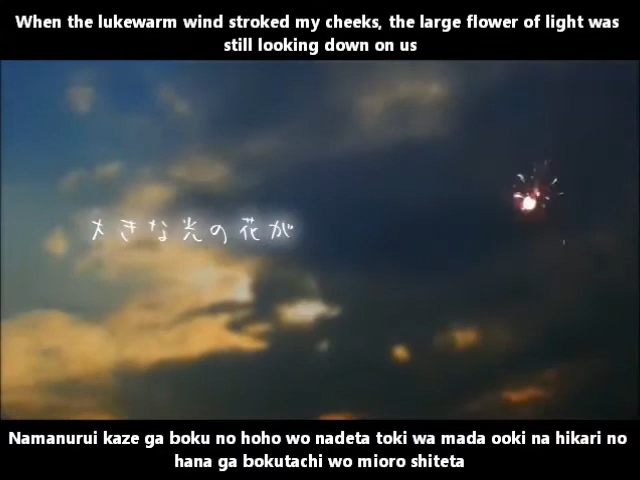 When the lukewarm wind stroked my cheeks, the large flower of light was
still looking down on us
大きな光の花が
Namanurui kaze ga boku no hoho wo nadeta toki wa mada ooki na hikari no
hana ga bokutachi wo mioro shiteta